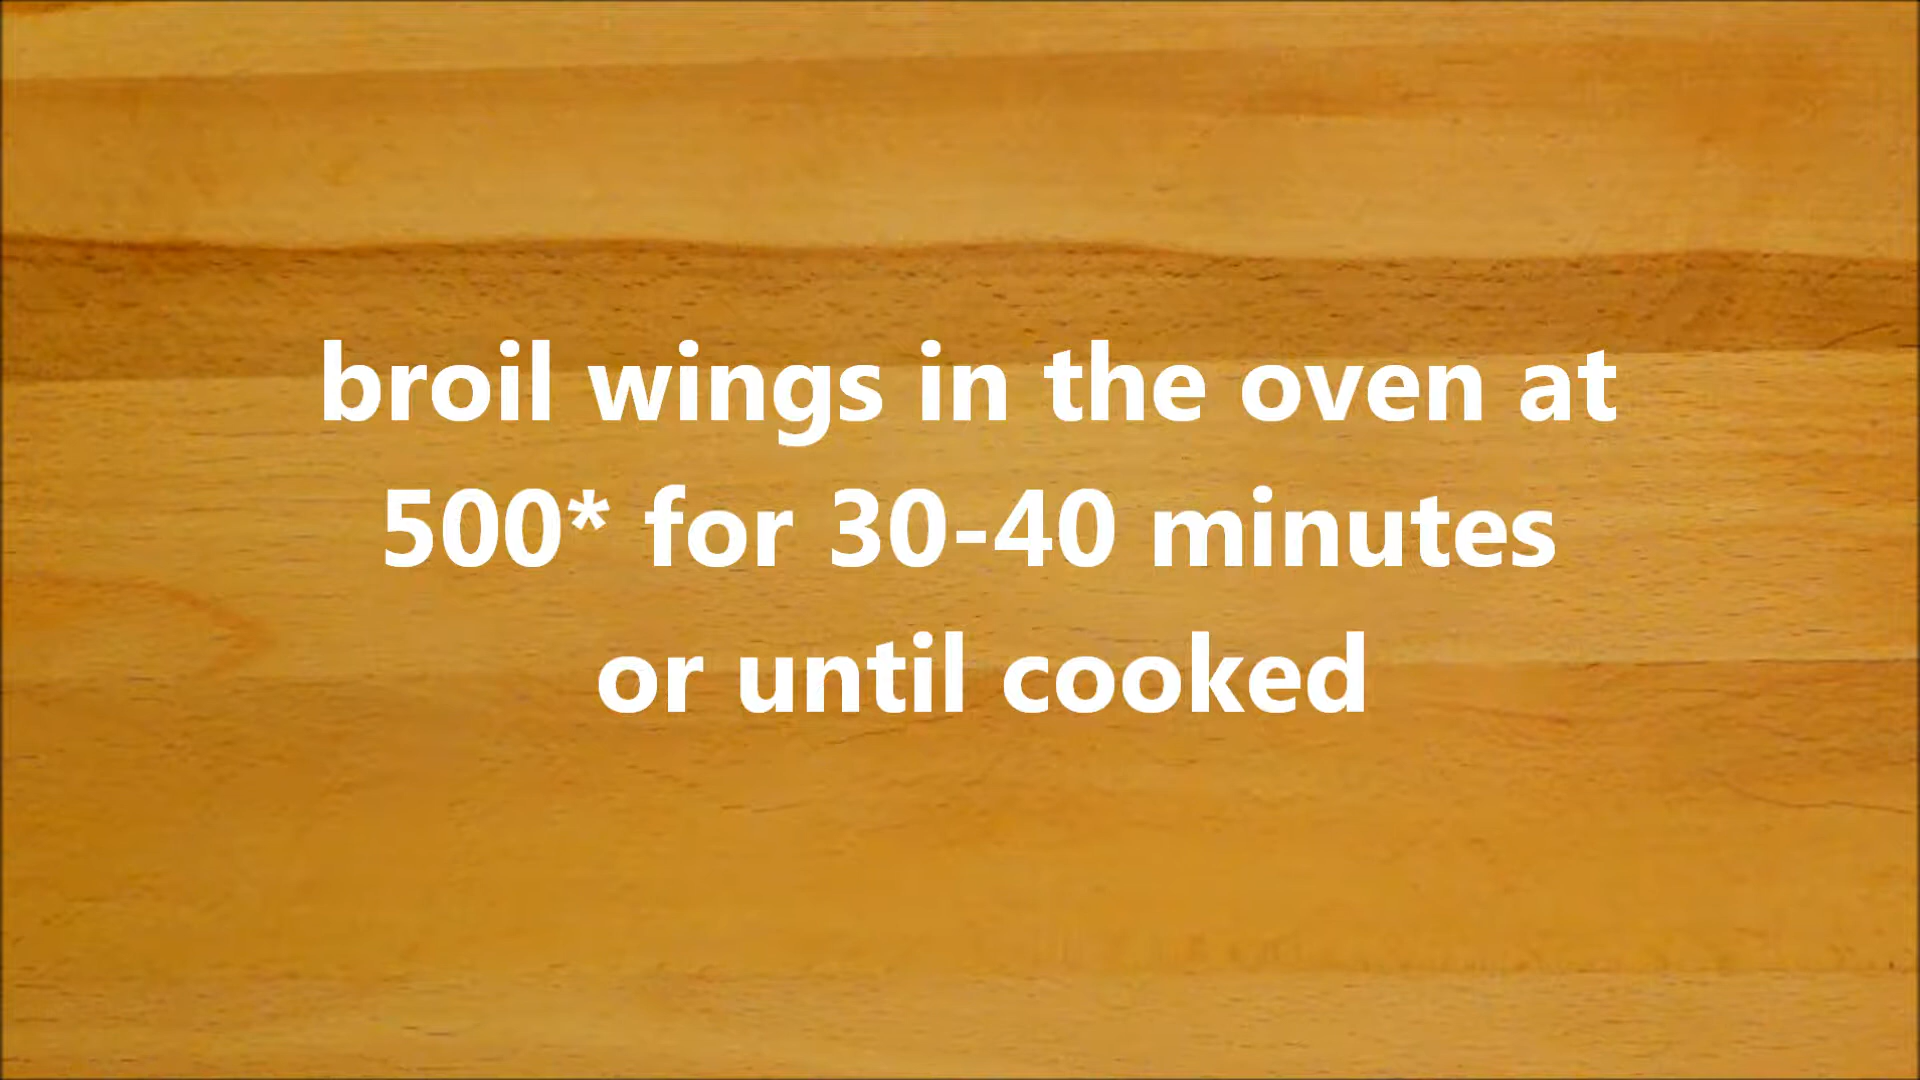 broil wings in the oven at
500* for 30-40 minutes
or until cooked